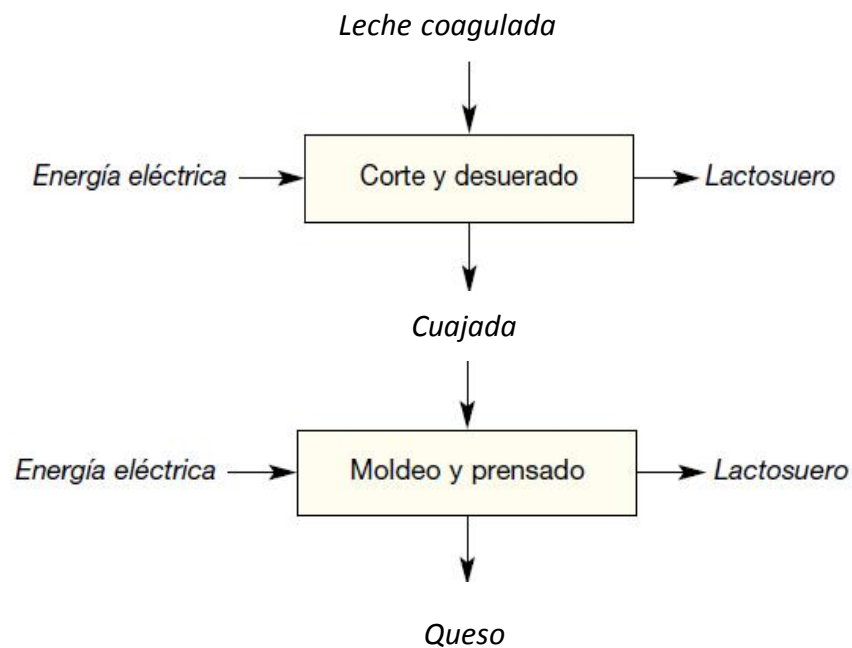 Leche coagulada
Energía eléctrica
Corte y desuerado
Lactosuero
Cuajada
Energía eléctrica
Moldeo y prensado
Lactosuero
Queso